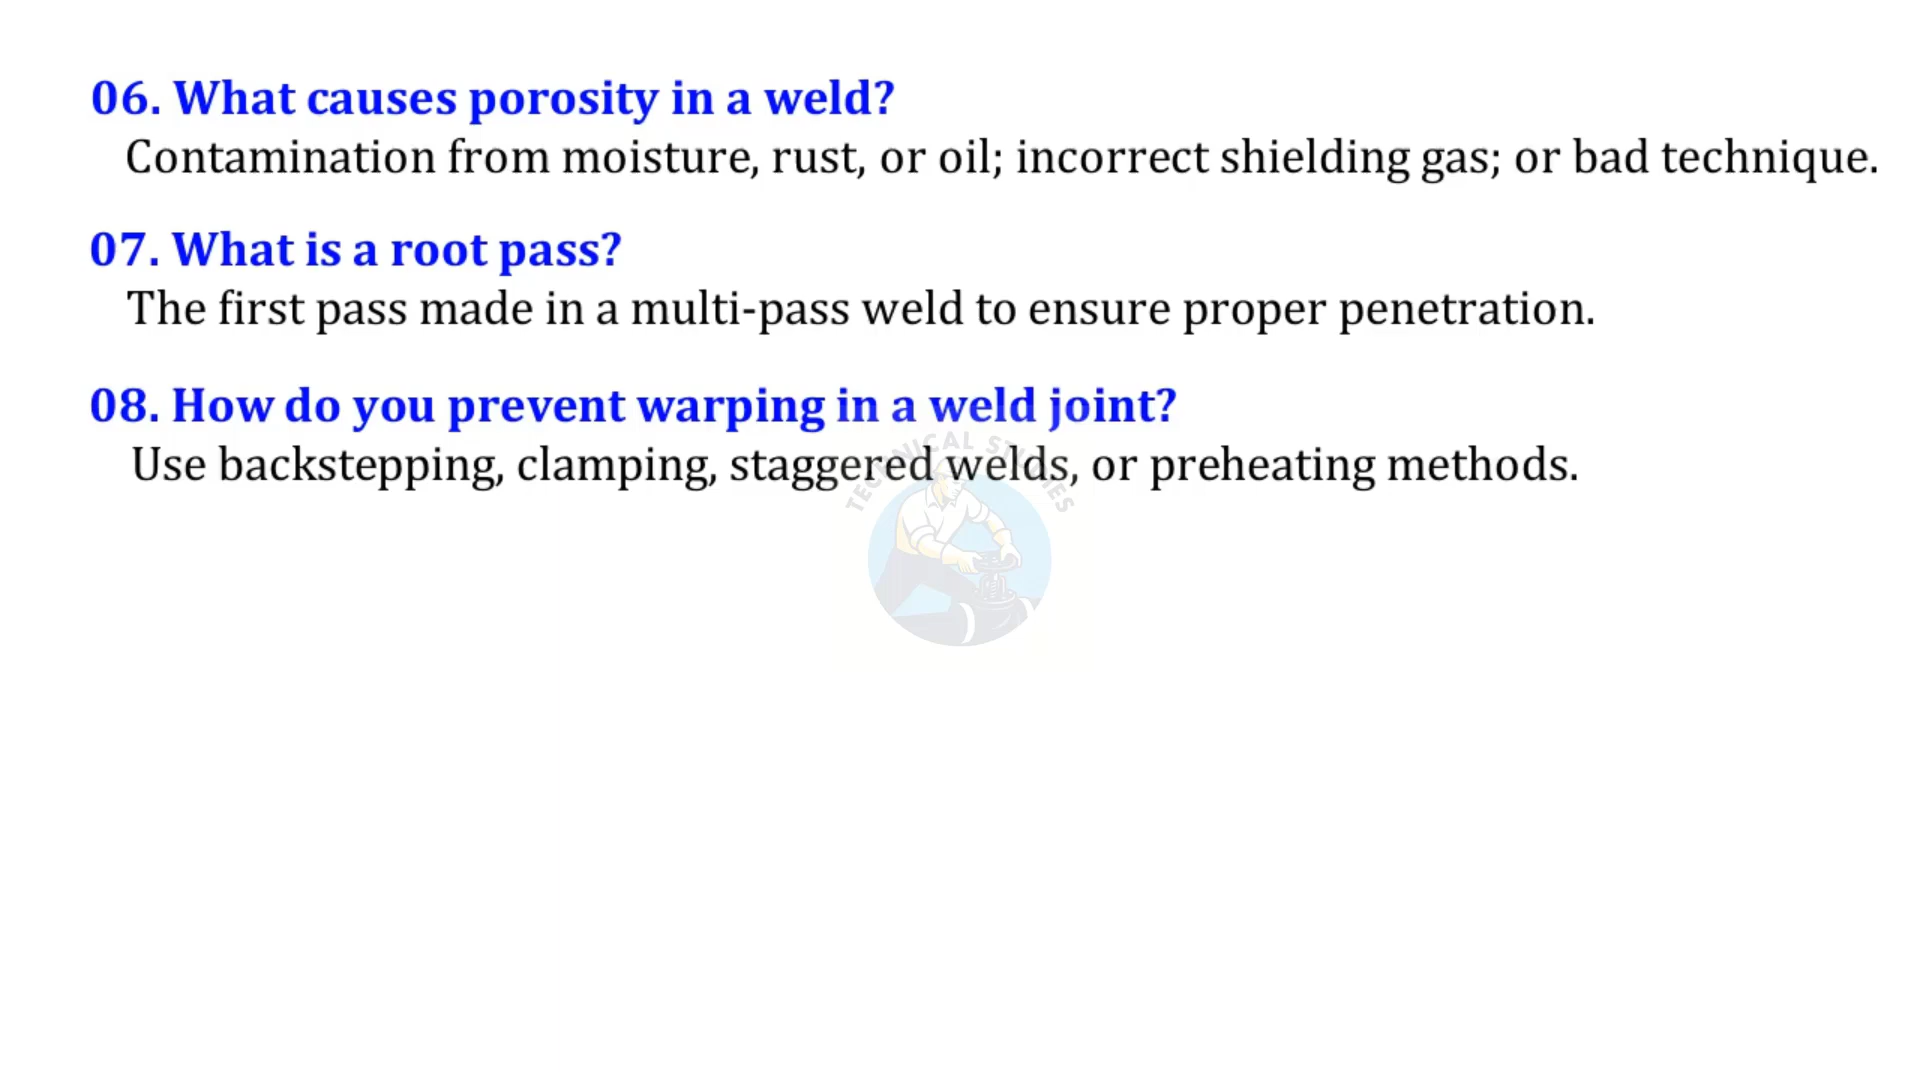 06. What causes porosity in a weld?
Contamination from moisture, rust, or oil; incorrect shielding gas; or bad technique.
07. What is a root pass?
The first pass made in a multi-pass weld to ensure proper penetration.
08. How do you prevent warping in a weld joint?
Use backstepping, clamping, staggered welds, or preheating methods.
TECHNICAL STUDIES